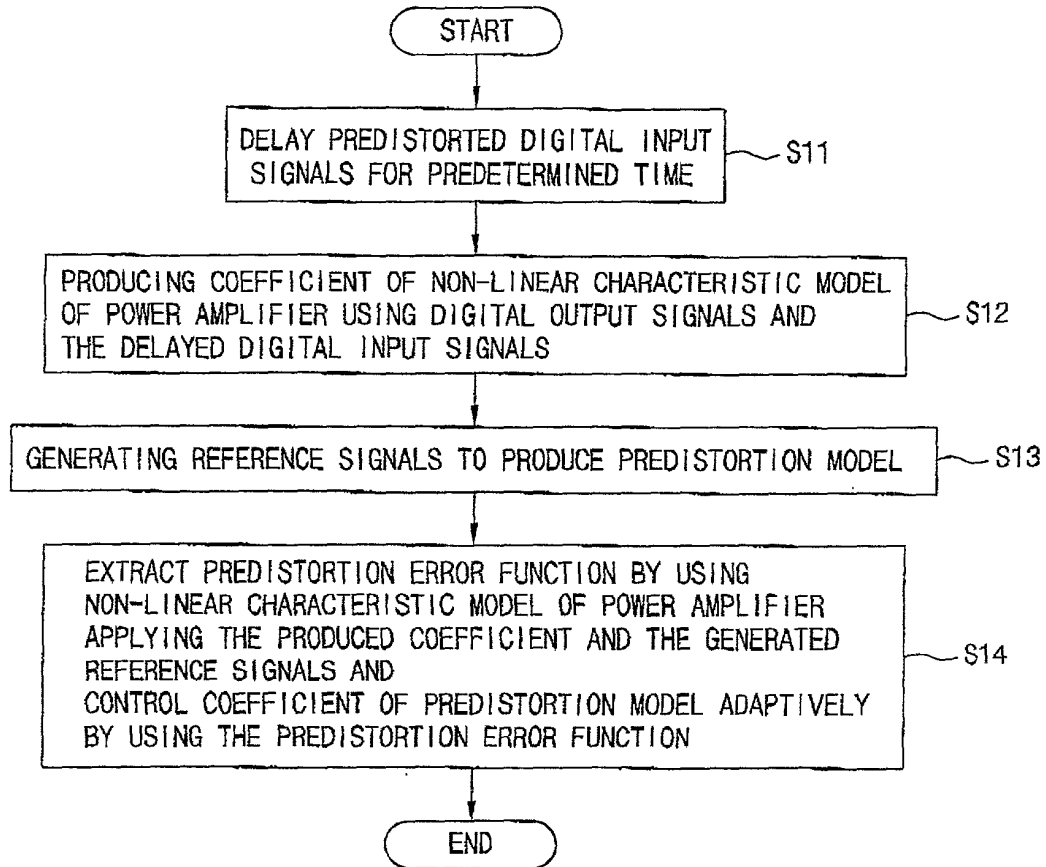 START
DELAY PREDISTORTED DIGITAL INPUT
SIGNALS FOR PREDETERMINED TIME
S11
PRODUCING COEFFICIENT OF NON-LINEAR CHARACTERISTIC MODEL
OF POWER AMPLIFIER USING DIGITAL OUTPUT SIGNALS AND
THE DELAYED DIGITAL INPUT SIGNALS
S12
GENERATING REFERENCE SIGNALS TO PRODUCE PREDISTORTION MODEL
S13
EXTRACT PREDISTORTION ERROR FUNCTION BY USING
NON-LINEAR CHARACTERISTIC MODEL OF POWER AMPLIFIER
APPLYING THE PRODUCED COEFFICIENT AND THE GENERATED
REFERENCE SIGNALS AND
CONTROL COEFFICIENT OF PREDISTORTION MODEL ADAPTIVELY
BY USING THE PREDISTORTION ERROR FUNCTION
S14
END